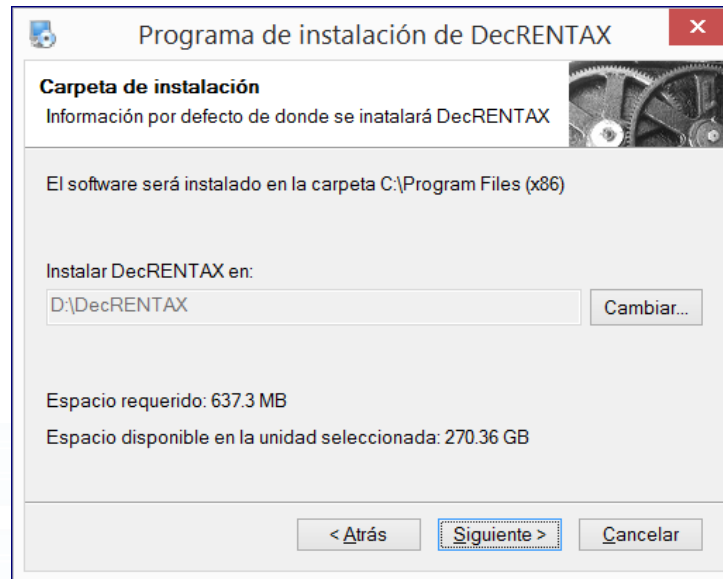 Programa de instalación de DecRENTAX
Carpeta de instalación
Información por defecto de donde se inatalará DecRENTAX
El software será instalado en la carpeta C:\Program Files (x86)
Instalar DecRENTAX en:
D:\DecRENTAX
Cambiar...
Espacio requerido: 637.3 MB
Espacio disponible en la unidad seleccionada: 270.36 GB
< Atrás
Siguiente >
Cancelar